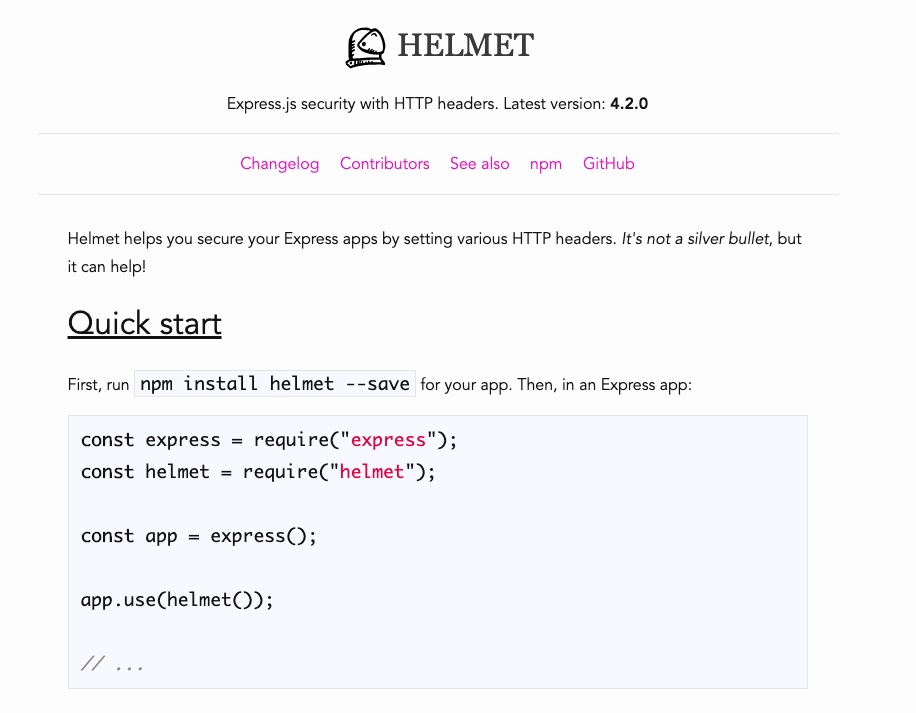 HELMET
Express.js security with HTTP headers. Latest version: 4.2.0
Changelog Contributors See also npm GitHub
Helmet helps you secure your Express apps by setting various HTTP headers. It's not a silver bullet, but
it can help!
Quick start
First, run npm install helmet --save for your app. Then, in an Express app:
const express = require("express");
const helmet = require("helmet");
const app = express();
app.use(helmet());
// ...